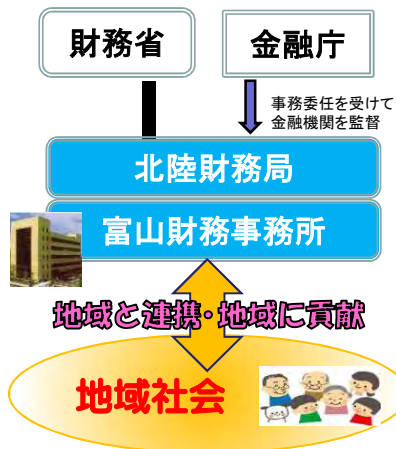 財務省
金融庁
事務委任を受けて
金融機関を監督
北陸財務局
富山財務事務所
地域と連携・地域に貢献
地域社会